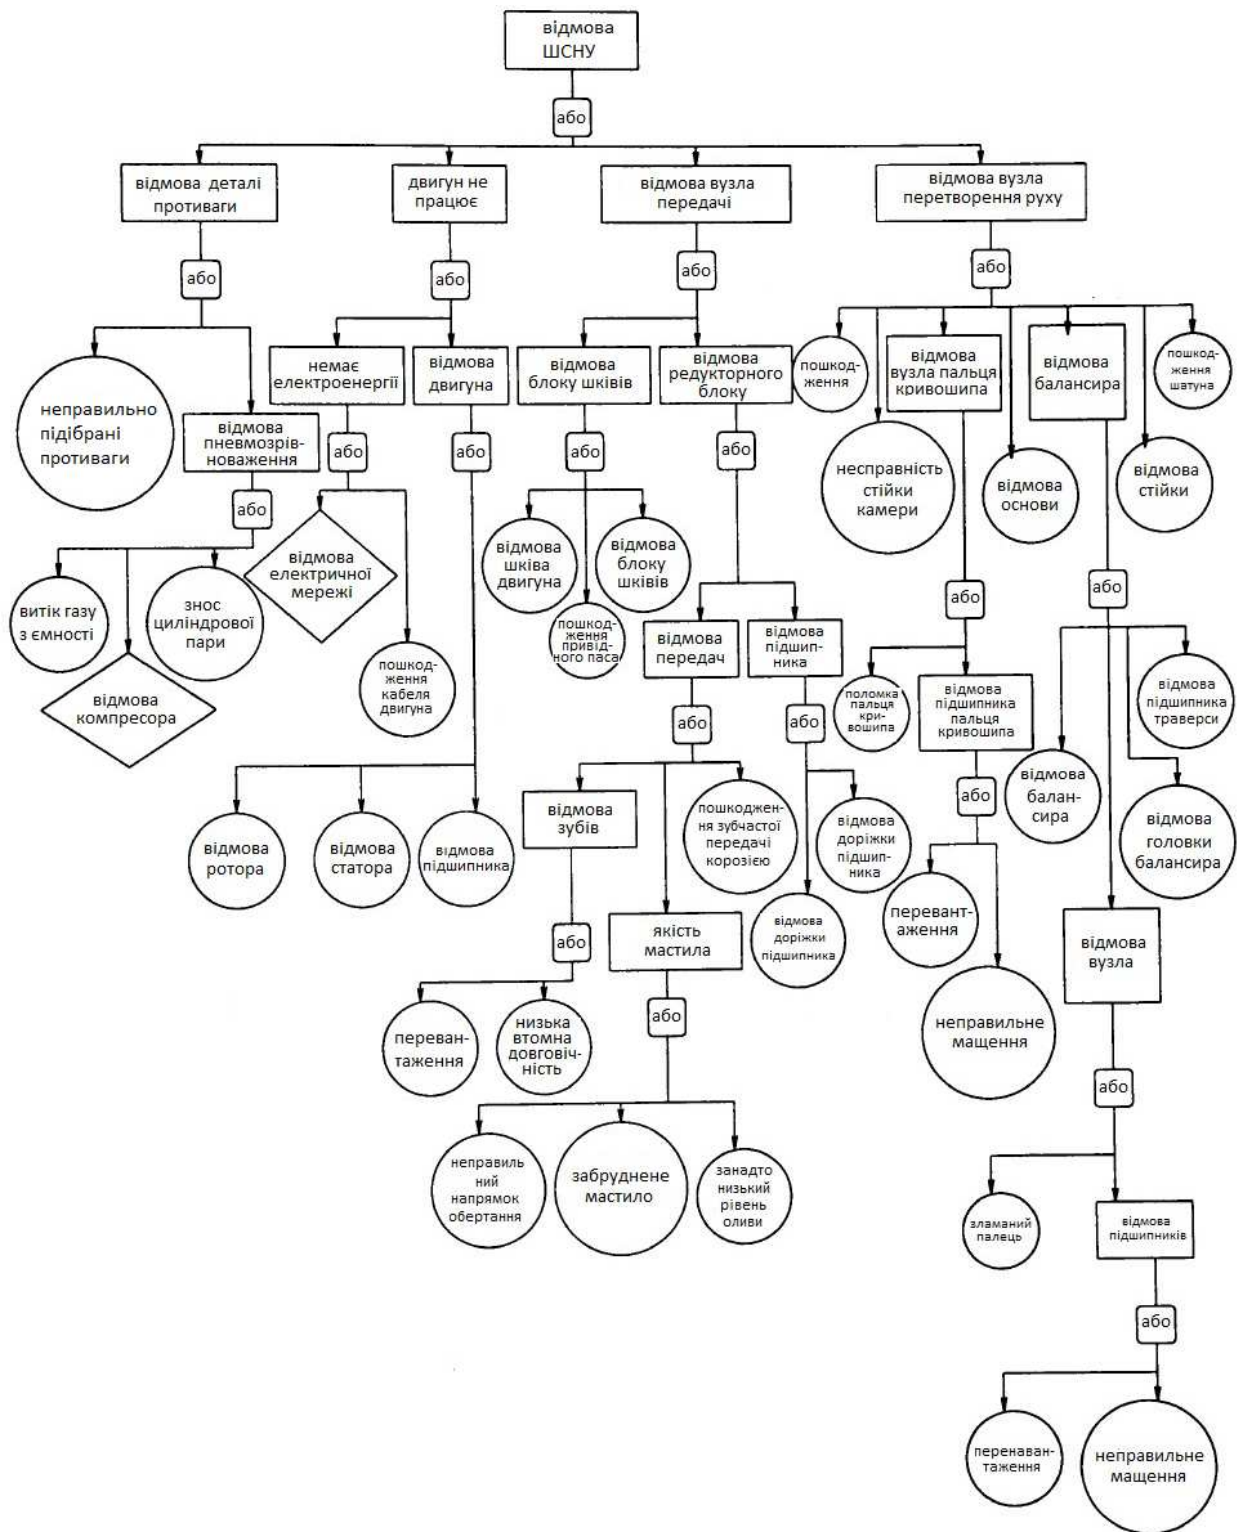 відмова
ШСНУ
або
відмова деталі
противаги
двигун не
працює
відмова вузла
передачі
відмова вузла
перетворення руху
або
або
або
або
неправильно
підібрані
противаги
відмова
пневмозрів-
новаження
немає
електроенергії
відмова
двигуна
відмова
блоку шківів
відмова
редукторного
блоку
пошкод-
ження
відмова
вузла пальця
кривошипа
відмова
балансира
пошкод-
ження
шатуна
або
або
або
або
або
або
або
несправність
стійки
камери
відмова
основи
відмова
стійки
витік газу
з ємності
відмова
компресора
знос
циліндрової
пари
відмова
електричної
мережі
пошкод-
ження
кабеля
двигуна
відмова
шківа
двигуна
пошкод-
ження
привід-
ного паса
відмова
блоку
шківів
відмова
передач
відмова
підшип-
ника
або
або
або
або
поломка
пальця
кри-
вошипа
відмова
підшипника
пальця
кривошипа
відмова
підшипника
траверси
відмова
балан-
сира
відмова
головки
балансира
відмова
ротора
відмова
статора
відмова
підшипника
відмова
зубів
пошкоджен-
ня зубчастої
передачі
корозією
відмова
доріжки
підшип-
ника
або
перевант-
аження
або
якість
мастила
відмова
доріжки
підшипника
неправильне
мащення
відмова
вузла
переван-
таження
низька
втомна
довговіч-
ність
або
або
неправиль
ний
напрямок
обертання
забруднене
мастило
занадто
низький
рівень
оливи
зламаний
палець
відмова
підшипників
або
перенаван-
таження
неправильне
мащення